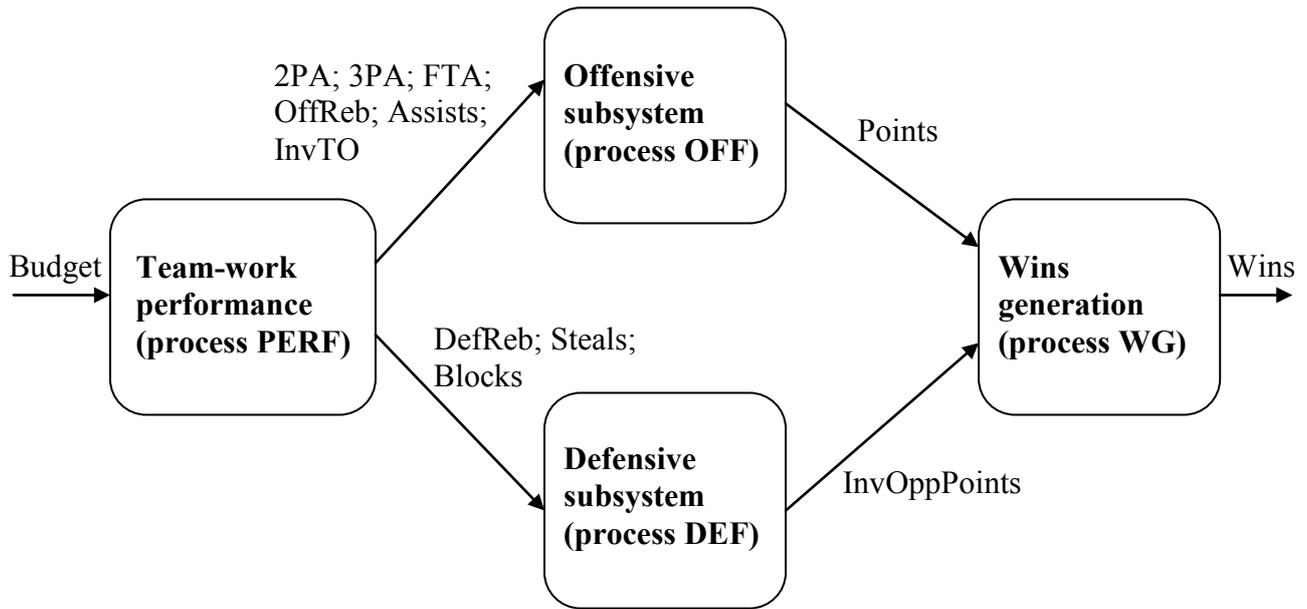 2PA; 3PA; FTA;
OffReb; Assists;
InvTO
Offensive
subsystem
(process OFF)
Points
Budget
Team-work
performance
(process PERF)
Wins
generation
(process WG)
Wins
DefReb; Steals;
Blocks
Defensive
subsystem
(process DEF)
InvOppPoints